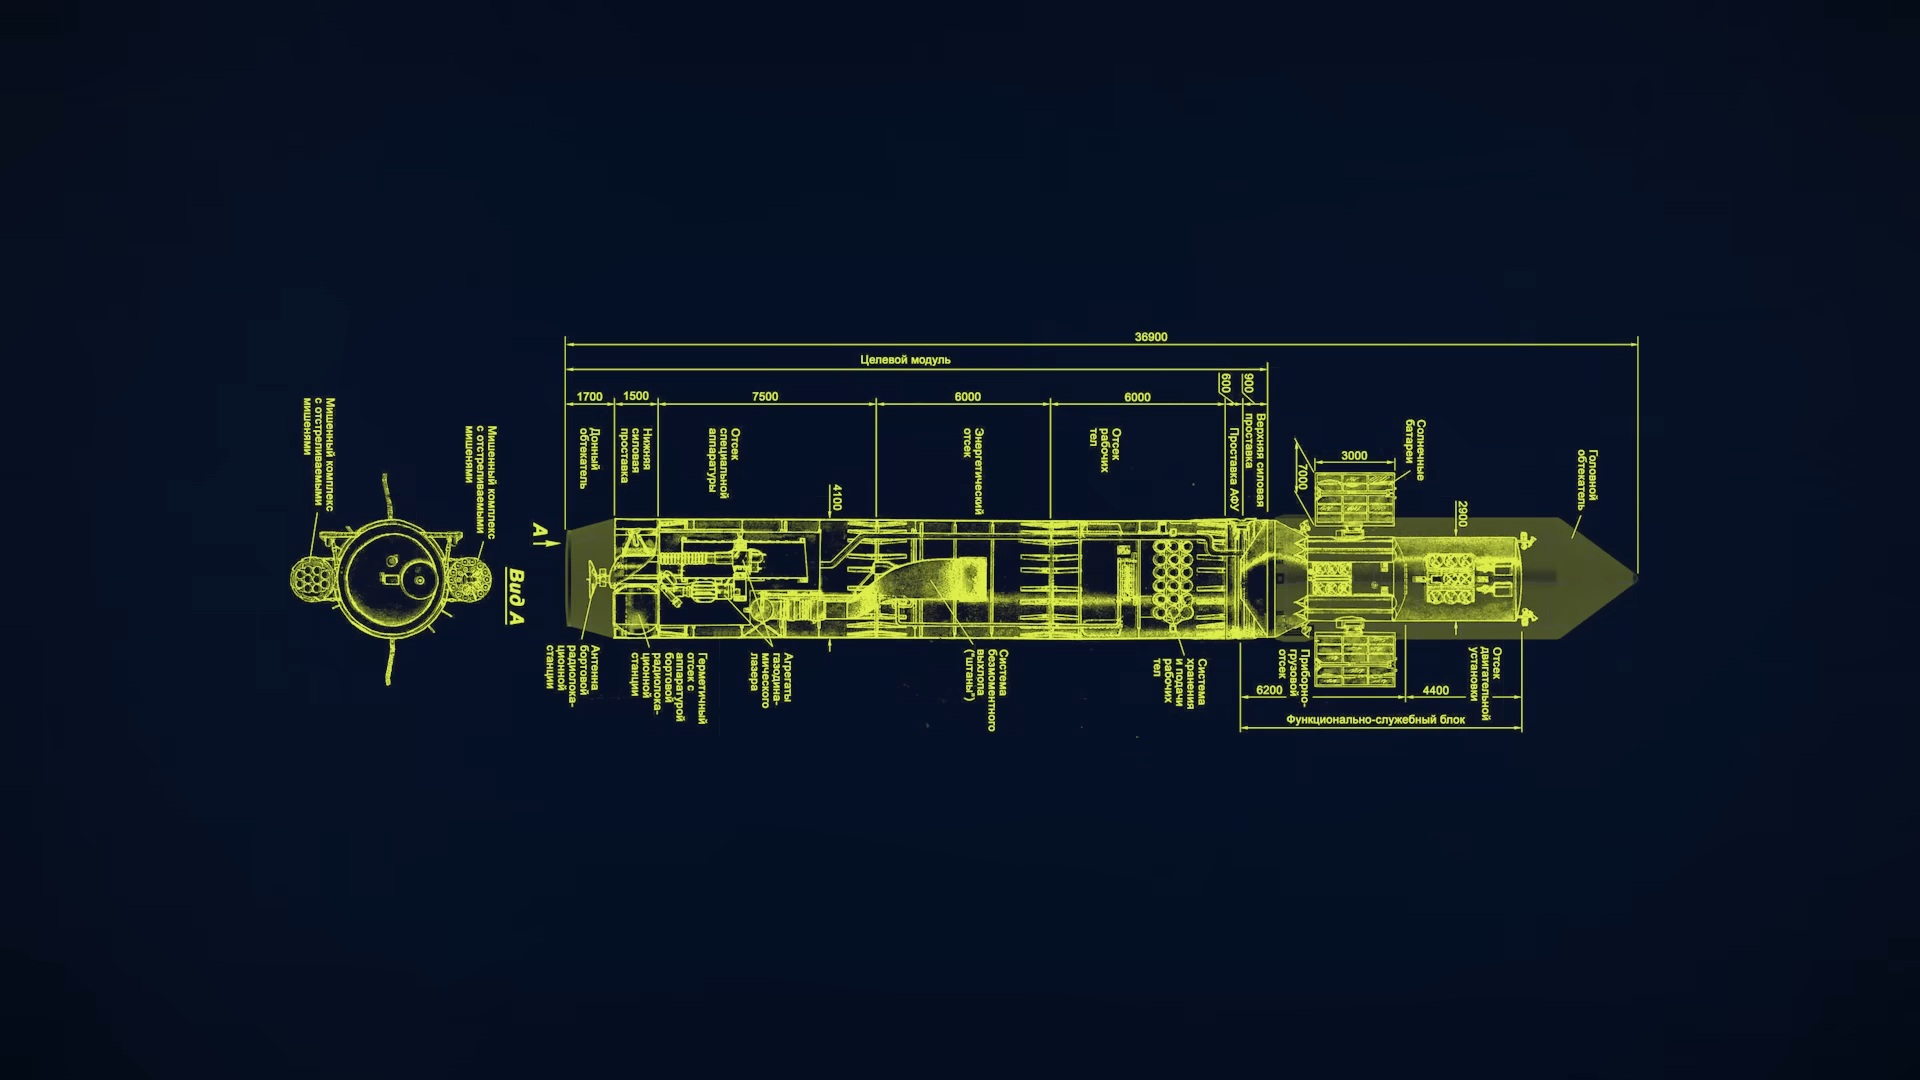 36900
Целевой модуль
1700
1500
7500
6000
6000
600
900
Донный
обтекатель
Нижняя
силовая
проставка
Отсек
специальной
аппаратуры
Энергетический
отсек
Отсек
рабочих
тел
Проставка АФУ
Верхняя силовая
проставка
7000
3000
Солнечные
батареи
2900
Головной
обтекатель
4100
Мишенный комплекс
с отстреливаемыми
мишенями
Мишенный комплекс
с отстреливаемыми
мишенями
А
Вид А
Антенна
бортовой
радиолока-
ционной
станции
Герметичный
отсек с
аппаратурой
бортовой
радиолока-
ционной
станции
Агрегаты
газодина-
мического
лазера
Система
безмоментного
выхлопа
("штаны")
Система
хранения
и подачи
рабочих
тел
Приборно-
грузовой
отсек
Отсек
двигательной
установки
6200
4400
Функционально-служебный блок